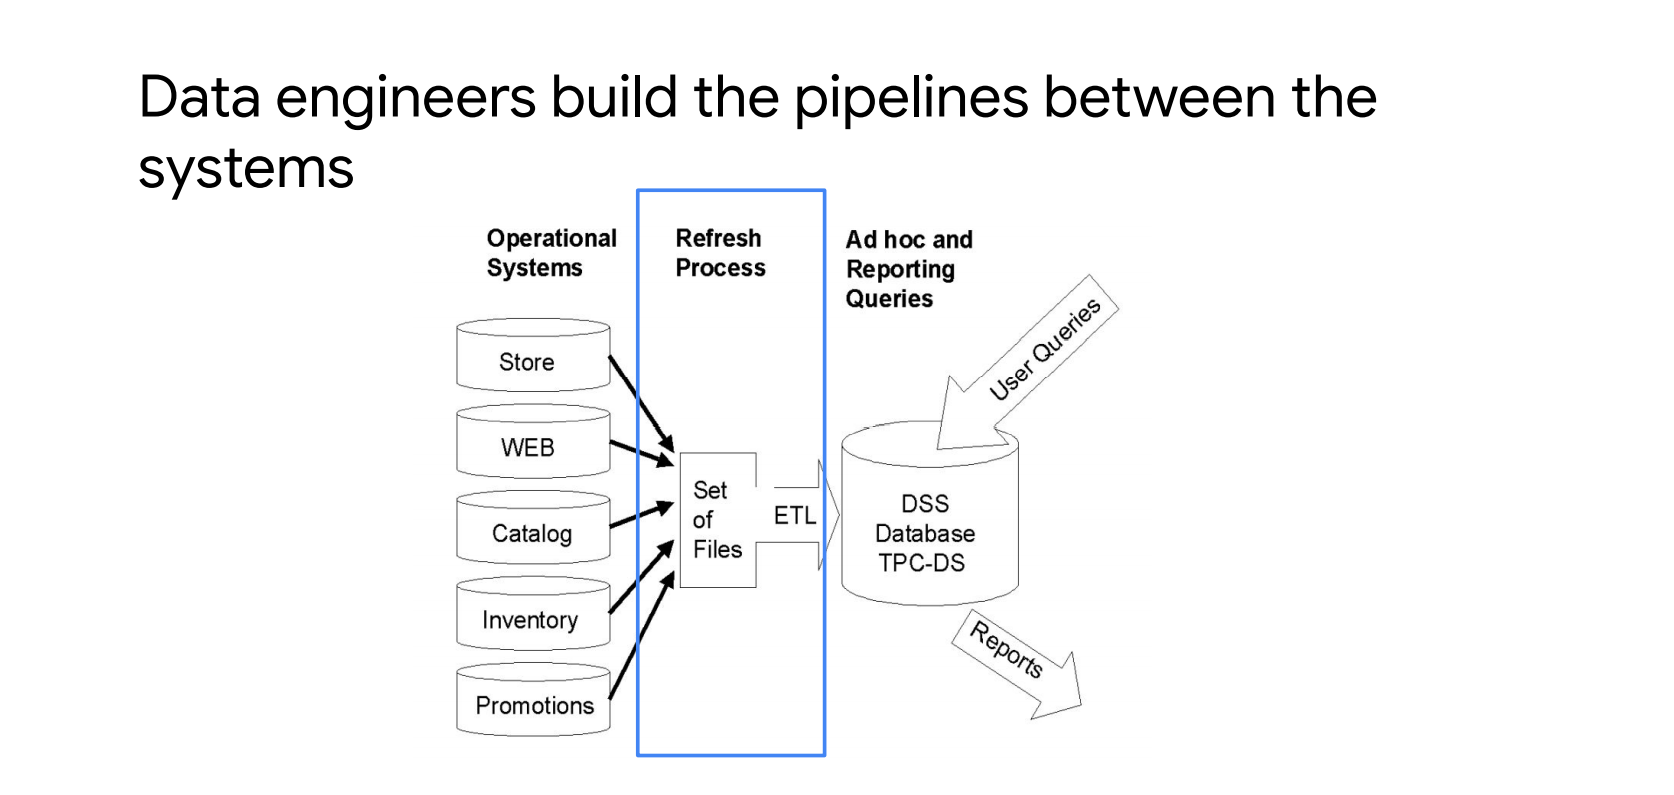 Data engineers build the pipelines between the
systems
Operational
Systems
Refresh
Process
Ad hoc and
Reporting
Queries
Store
WEB
Catalog
Inventory
Promotions
Set
of
Files
ETL
User Queries
DSS
Database
TPC-DS
Reports